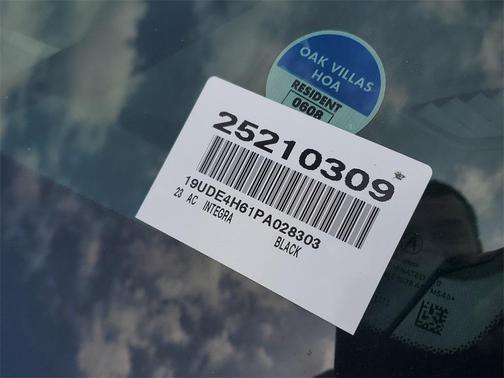 OAK VILLAS
HOA
RESIDENT
0608
25210309
19UDE4H61PA028303
23 AC INTEGRA
BLACK